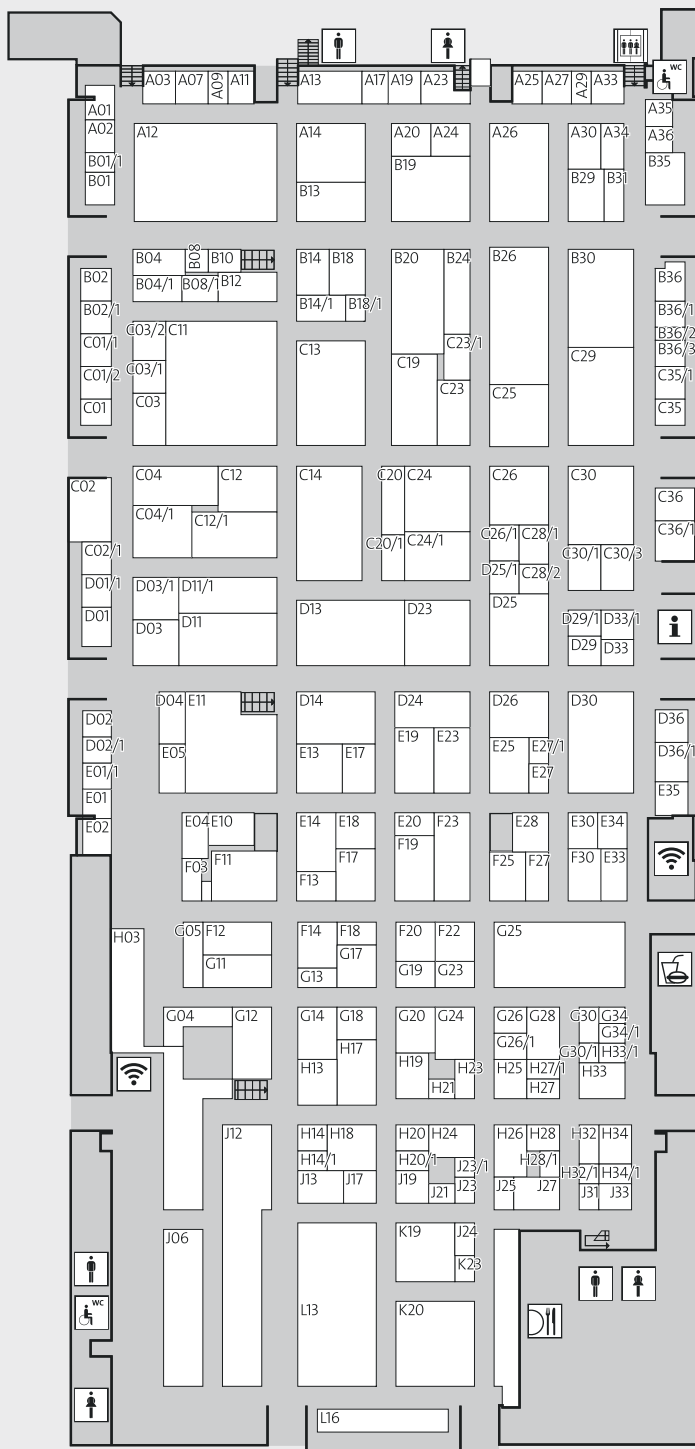 A03 A07 A09 A11 A13 A17 A19 A23 A25 A27 A29 A33
WC
A01 A35
A02 A12 A14 A20 A24 A26 A30 A34 A36
B01/1 B19 B35
B01 B13 B29 B31
B04 B08 B10 B14 B18 B20 B24 B26 B30
B02 B04/1 B08/1 B12 B36
B02/1 B14/1 B18/1 B36/1
C03/2 C11 B36/2
C01/1 C13 C23/1 C29 B36/3
C03/1 C19
C01/2 C35/1
C03 C23 C25
C01 C35
C02 C04 C12 C14 C20 C24 C26 C30 C36
C04/1 C12/1 C26/1 C28/1 C36/1
C02/1 C20/1 C24/1 C30/1 C30/3
D01/1 D03/1 D11/1 D25/1 C28/2
D01 D03 D11 D13 D23 D25 D29/1 D33/1
D29 D33
D02 D04 E11 D14 D24 D26 D30 D36
D02/1 E05 E13 E17 E19 E23 E25 E27/1 D36/1
E01/1 E27
E01 E35
E02 E04 E10 E14 E18 E20 F23 E28 E30 E34
F03 F11 F13 F17 F19 F25 F27 F30 E33
H03 G05 F12 F14 F18 F20 F22 G25
G11 G13 G17 G19 G23
G04 G12 G14 G18 G20 G24 G26 G28 G30 G34
G34/1
H17 G26/1 G30/1 H33/1
H13 H19 H23 H25 H27/1 H33
H21 H27
J12 H14 H18 H20 H24 H26 H28 H32 H34
H14/1 H20/1 J23/1 H28/1 H32/1 H34/1
J13 J17 J19 J21 J23 J25 J27 J31 J33
J06 K19 J24
K23
WC
L13 K20
L16